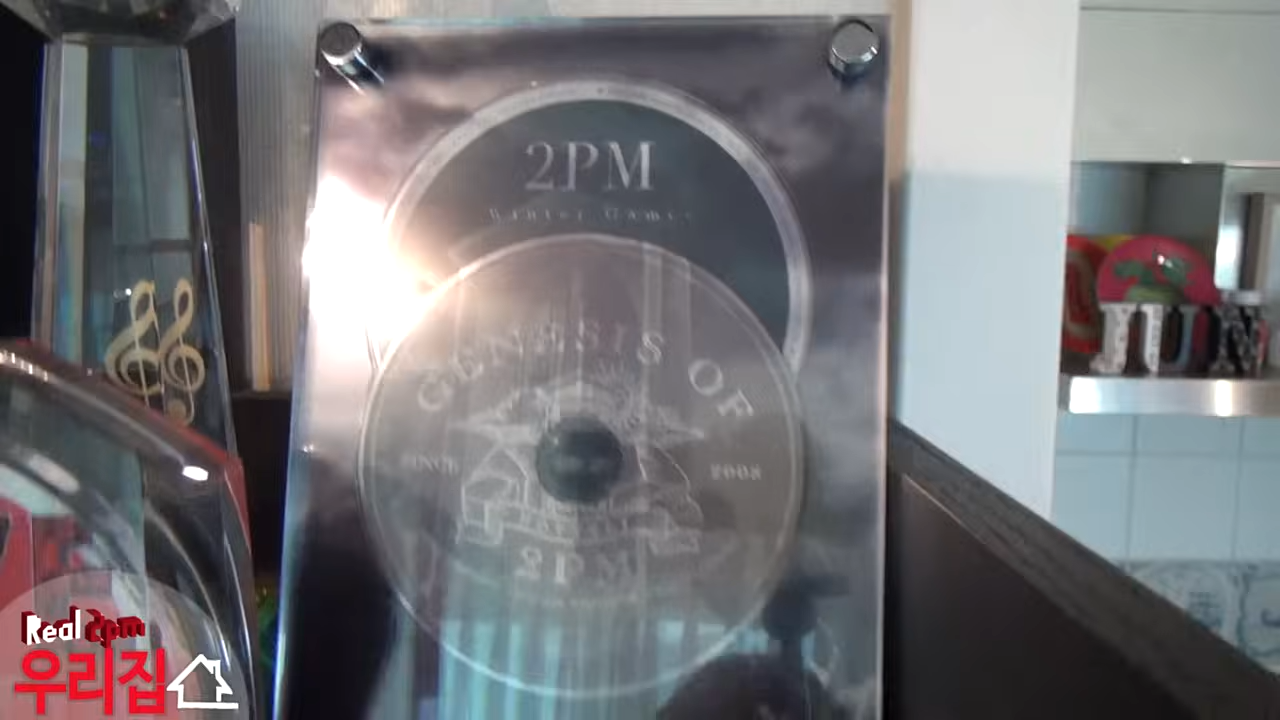 2PM
Winter Games
GENESIS OF
SINCE 2008
2PM
JUN
Real 2pm
우리집